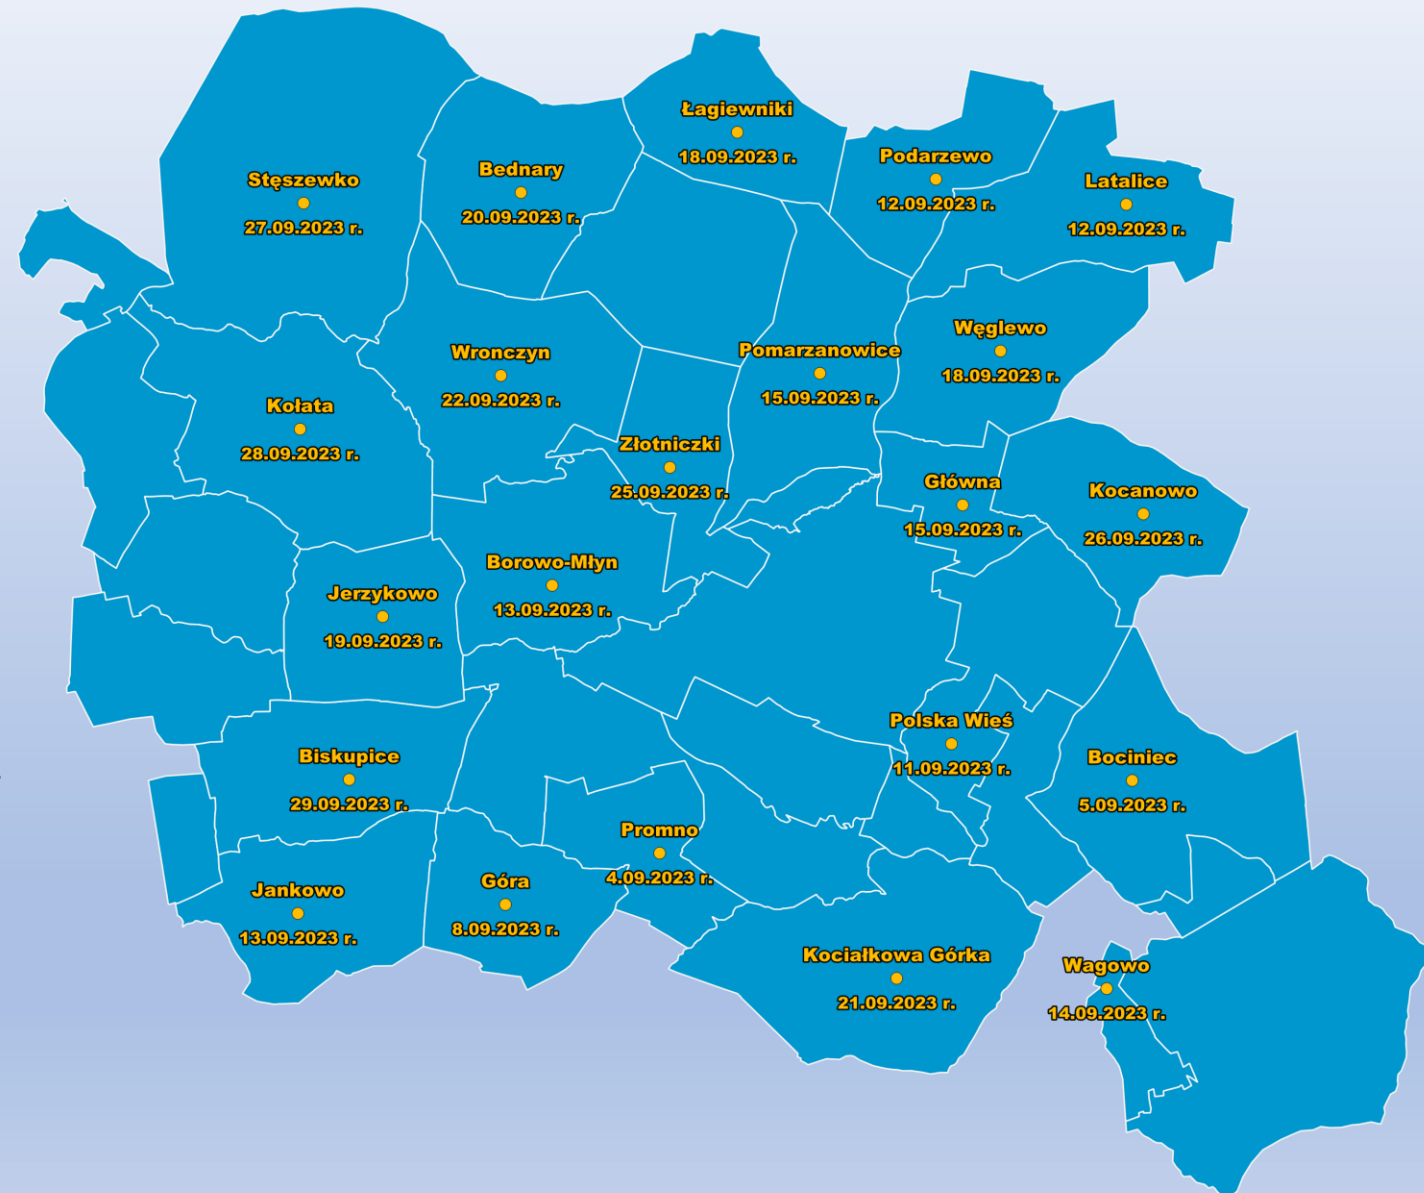 Łagiewniki
18.09.2023 r.
Podarzewo
12.09.2023 r.
Bednary
20.09.2023 r.
Stęszewko
27.09.2023 r.
Latalice
12.09.2023 r.
Węglewo
18.09.2023 r.
Pomarzanowice
15.09.2023 r.
Wronczyn
22.09.2023 r.
Kołata
28.09.2023 r.
Złotniczki
25.09.2023 r.
Główna
15.09.2023 r.
Kocanowo
26.09.2023 r.
Borowo-Młyn
13.09.2023 r.
Jerzykowo
19.09.2023 r.
Polska Wieś
11.09.2023 r.
Biskupice
29.09.2023 r.
Bociniec
5.09.2023 r.
Promno
4.09.2023 r.
Góra
8.09.2023 r.
Jankowo
13.09.2023 r.
Kociałkowa Górka
21.09.2023 r.
Wagowo
14.09.2023 r.